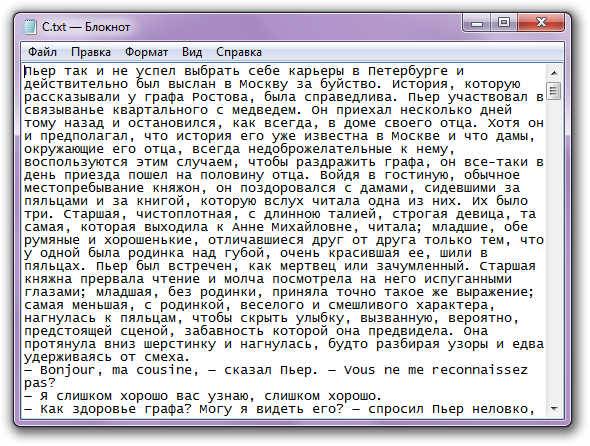 C.txt — Блокнот
Файл Правка Формат Вид Справка
Пьер так и не успел выбрать себе карьеры в Петербурге и
действительно был выслан в Москву за буйство. История, которую
рассказывали у графа Ростова, была справедлива. Пьер участвовал в
связыванье квартального с медведем. Он приехал несколько дней
тому назад и остановился, как всегда, в доме своего отца. Хотя он
и предполагал, что история его уже известна в Москве и что дамы,
окружающие его отца, всегда недоброжелательные к нему,
воспользуются этим случаем, чтобы раздражить графа, он все-таки в
день приезда пошел на половину отца. Войдя в гостиную, обычное
местопребывание княжон, он поздоровался с дамами, сидевшими за
пяльцами и за книгой, которую вслух читала одна из них. Их было
три. Старшая, чистоплотная, с длинною талией, строгая девица, та
самая, которая выходила к Анне Михайловне, читала; младшие, обе
румяные и хорошенькие, отличавшиеся друг от друга только тем, что
у одной была родинка над губой, очень красившая ее, шили в
пяльцах. Пьер был встречен, как мертвец или зачумленный. Старшая
княжна прервала чтение и молча посмотрела на него испуганными
глазами; младшая, без родинки, приняла точно такое же выражение;
самая меньшая, с родинкой, веселого и смешливого характера,
нагнулась к пяльцам, чтобы скрыть улыбку, вызванную, вероятно,
предстоящей сценой, забавность которой она предвидела. Она
протянула вниз шерстинку и нагнулась, будто разбирая узоры и едва
удерживаясь от смеха.
— Bonjour, ma cousine, — сказал Пьер. — Vous ne me reconnaissez
pas?
— Я слишком хорошо вас узнаю, слишком хорошо.
— Как здоровье графа? Могу я видеть его? — спросил Пьер неловко,